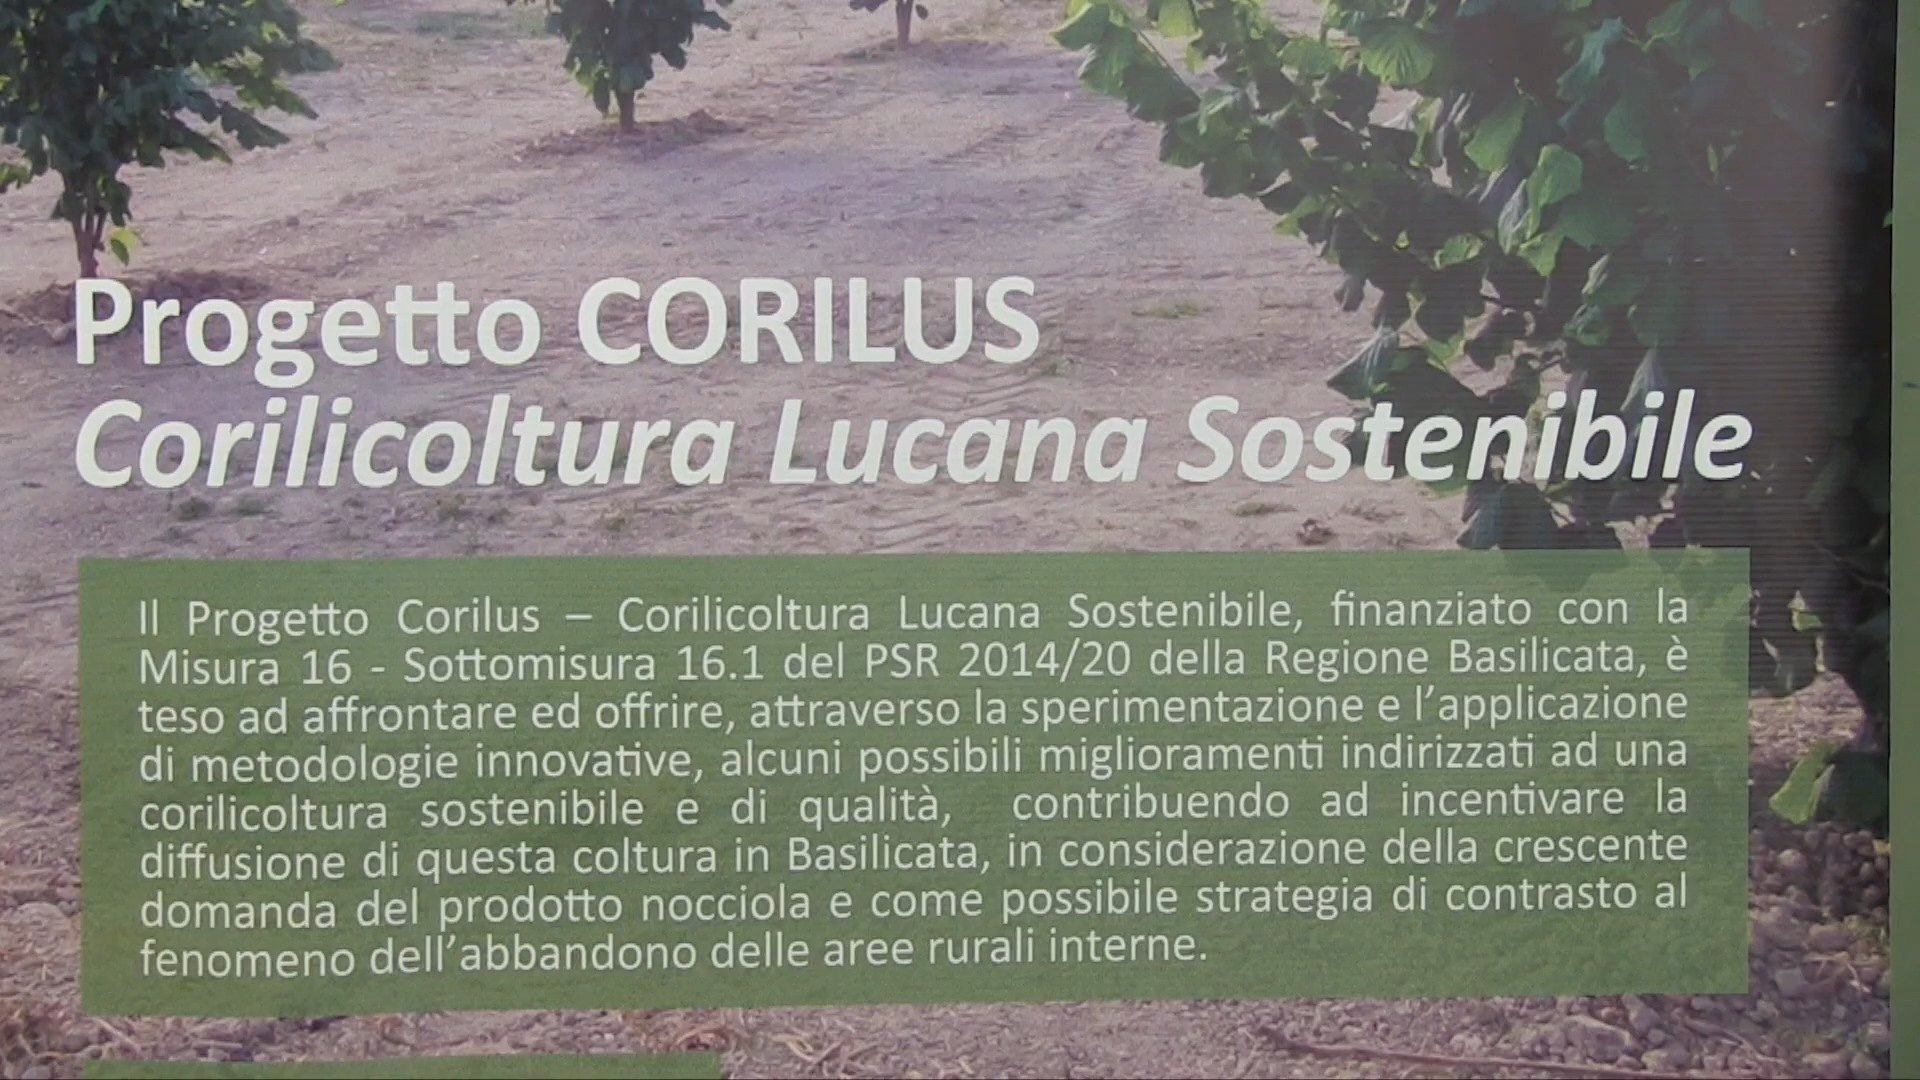 Progetto CORILUS
Corilicoltura Lucana Sostenibile
Il Progetto Corilus – Corilicoltura Lucana Sostenibile, finanziato con la
Misura 16 - Sottomisura 16.1 del PSR 2014/20 della Regione Basilicata, è
teso ad affrontare ed offrire, attraverso la sperimentazione e l’applicazione
di metodologie innovative, alcuni possibili miglioramenti indirizzati ad una
corilicoltura sostenibile e di qualità, contribuendo ad incentivare la
diffusione di questa coltura in Basilicata, in considerazione della crescente
domanda del prodotto nocciola e come possibile strategia di contrasto al
fenomeno dell’abbandono delle aree rurali interne.